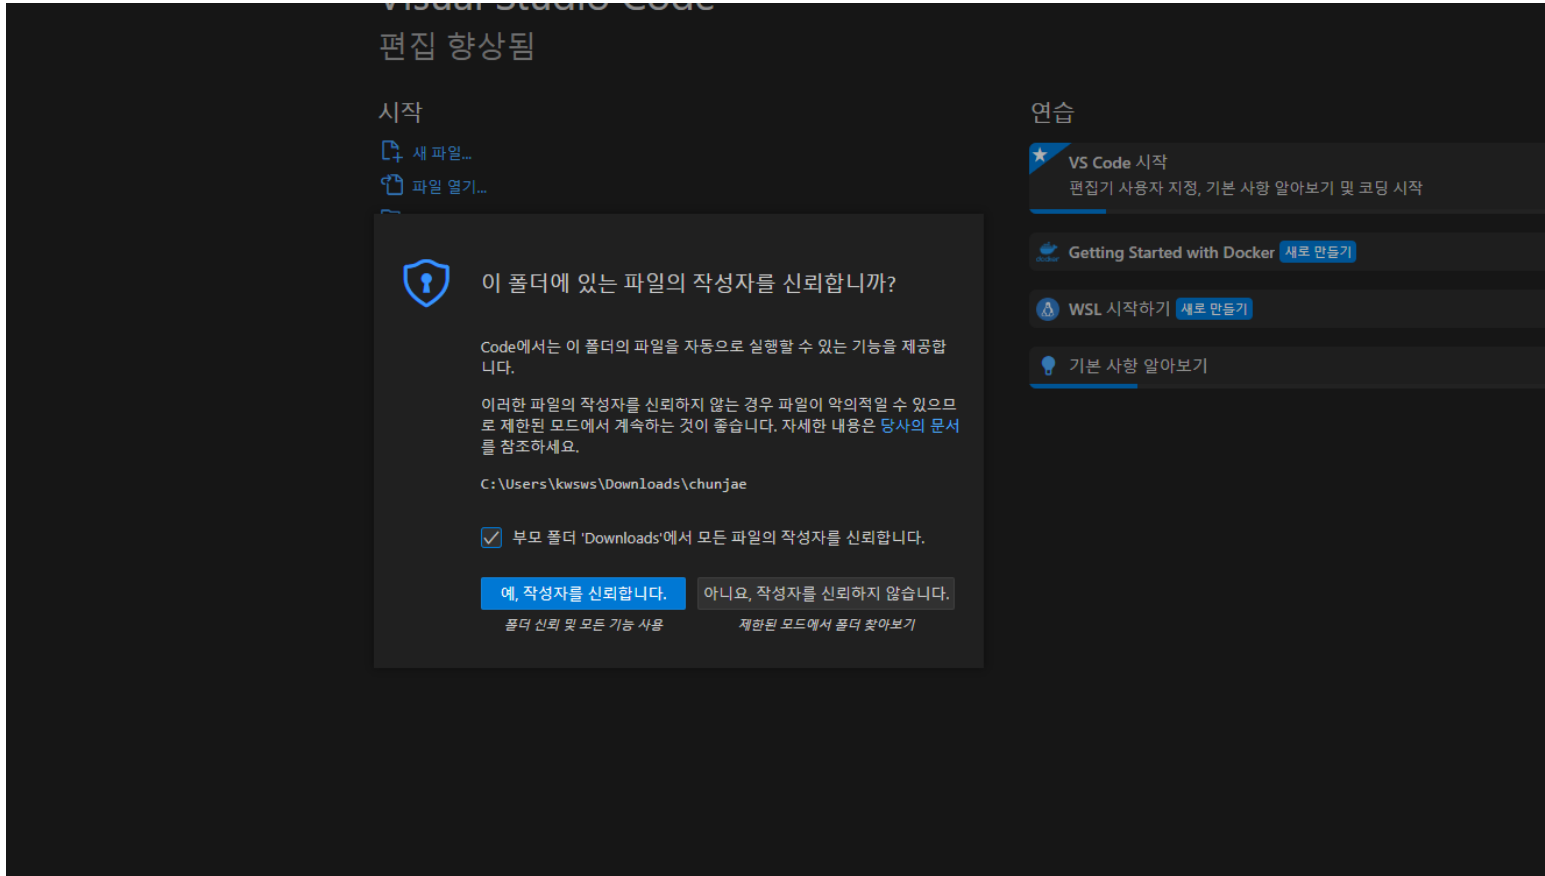 Visual Studio Code
편집 향상됨
시작
새 파일...
파일 열기...
연습
VS Code 시작
편집기 사용자 지정, 기본 사항 알아보기 및 코딩 시작
Getting Started with Docker 새로 만들기
WSL 시작하기 새로 만들기
기본 사항 알아보기
이 폴더에 있는 파일의 작성자를 신뢰합니까?
Code에서는 이 폴더의 파일을 자동으로 실행할 수 있는 기능을 제공합
니다.
이러한 파일의 작성자를 신뢰하지 않는 경우 파일이 악의적일 수 있으므
로 제한된 모드에서 계속하는 것이 좋습니다. 자세한 내용은 당사의 문서
를 참조하세요.
C:\Users\kwsws\Downloads\chunjae
부모 폴더 'Downloads'에서 모든 파일의 작성자를 신뢰합니다.
예, 작성자를 신뢰합니다.
아니요, 작성자를 신뢰하지 않습니다.
폴더 신뢰 및 모든 기능 사용
제한된 모드에서 폴더 찾아보기